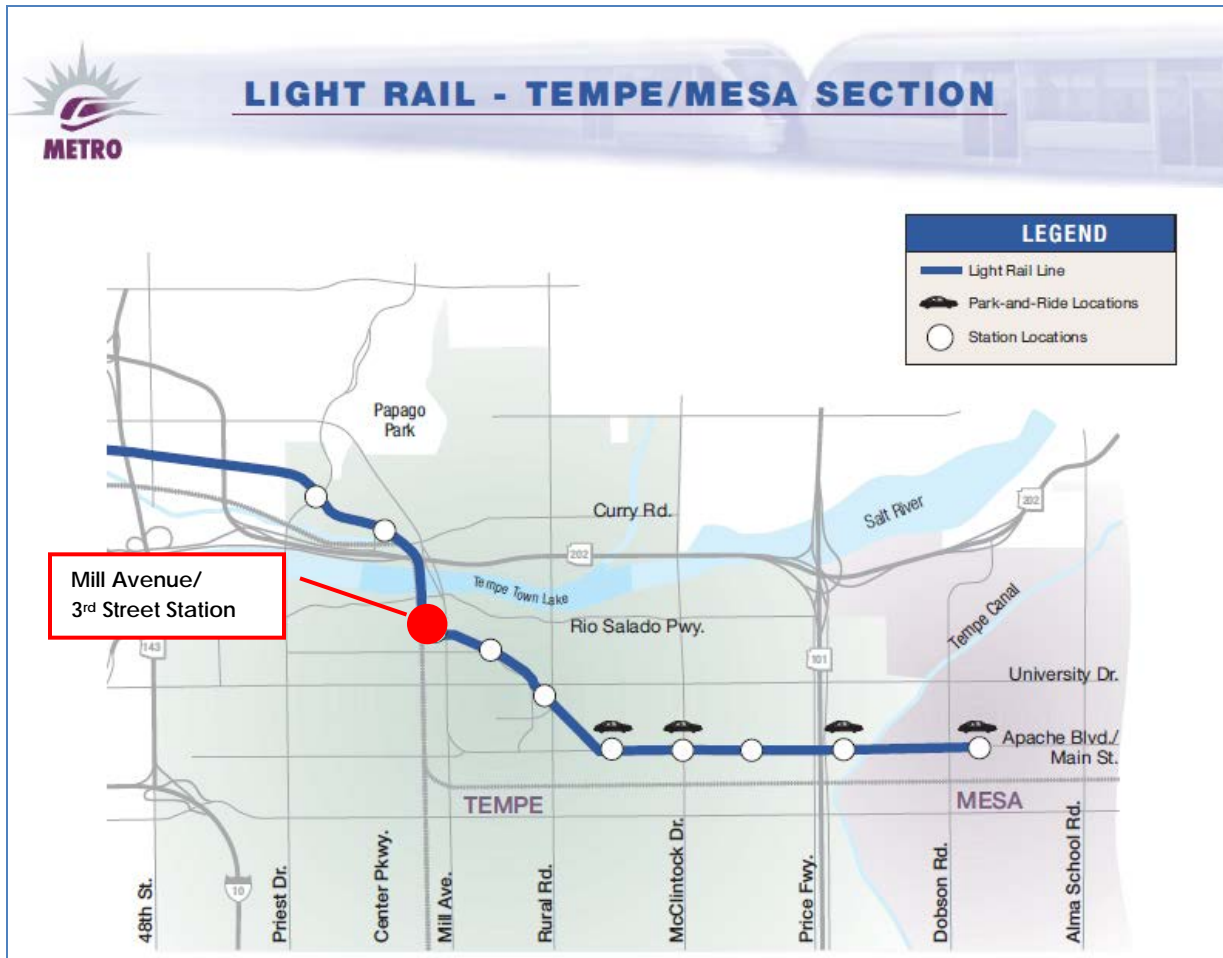 LIGHT RAIL - TEMPE/MESA SECTION
METRO
LEGEND
Light Rail Line
Park-and-Ride Locations
Station Locations
Papago
Park
Curry Rd.
Salt River
202
202
Mill Avenue/
3rd Street Station
Tempe Town Lake
Rio Salado Pwy.
Tempe Canal
143
101
University Dr.
Apache Blvd./
Main St.
TEMPE
MESA
10
48th St.
Priest Dr.
Center Pkwy.
Mill Ave.
Rural Rd.
McClintock Dr.
Price Fwy.
Dobson Rd.
Alma School Rd.